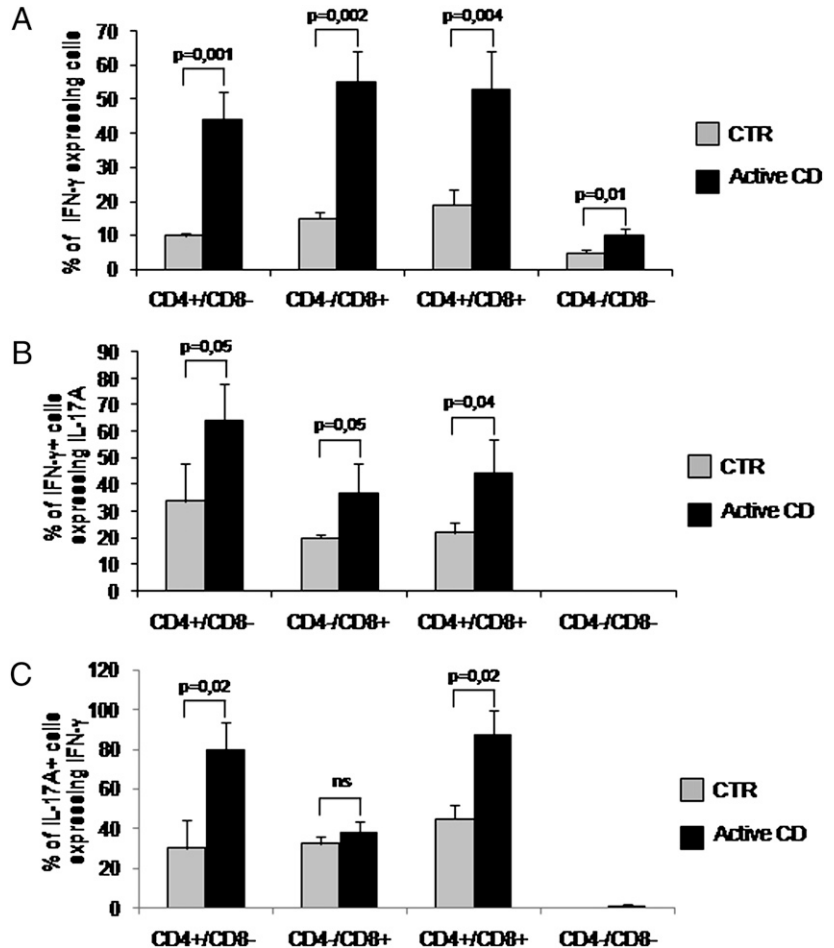 A
% of IFN-γ expressing cells
70
60
50
40
30
20
10
0
p=0,001
p=0,002
p=0,004
p=0,01
CTR
Active CD
CD4+/CD8-
CD4-/CD8+
CD4+/CD8+
CD4-/CD8-
B
% of IFN-γ+ cells
expressing IL-17A
90
80
70
60
50
40
30
20
10
0
p=0,05
p=0,05
p=0,04
CTR
Active CD
CD4+/CD8-
CD4-/CD8+
CD4+/CD8+
CD4-/CD8-
C
% of IL-17A+ cells
expressing IFN-γ
120
100
80
60
40
20
0
p=0,02
ns
p=0,02
CTR
Active CD
CD4+/CD8-
CD4-/CD8+
CD4+/CD8+
CD4-/CD8-